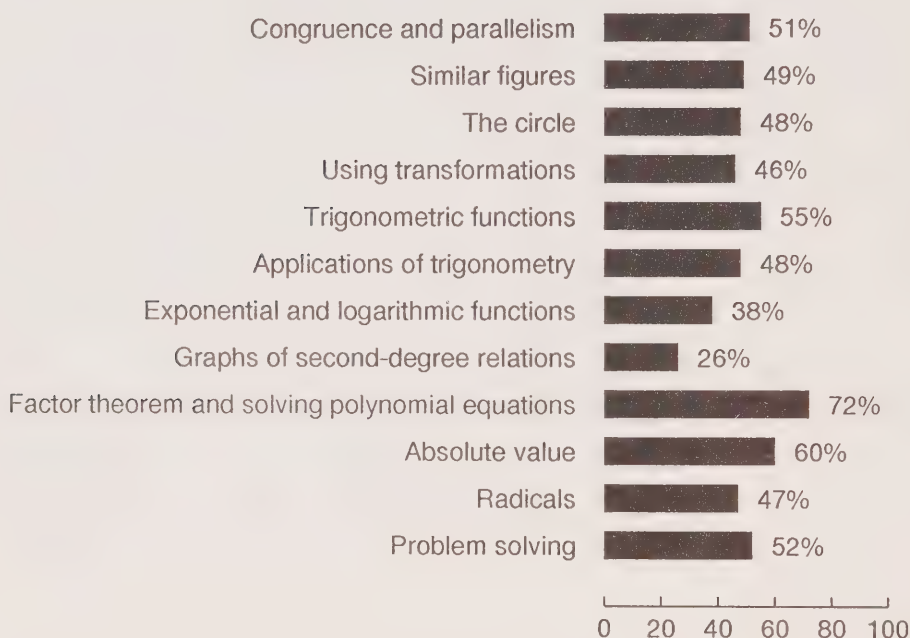 Congruence and parallelism 51%
Similar figures 49%
The circle 48%
Using transformations 46%
Trigonometric functions 55%
Applications of trigonometry 48%
Exponential and logarithmic functions 38%
Graphs of second-degree relations 26%
Factor theorem and solving polynomial equations 72%
Absolute value 60%
Radicals 47%
Problem solving 52%
0 20 40 60 80 100